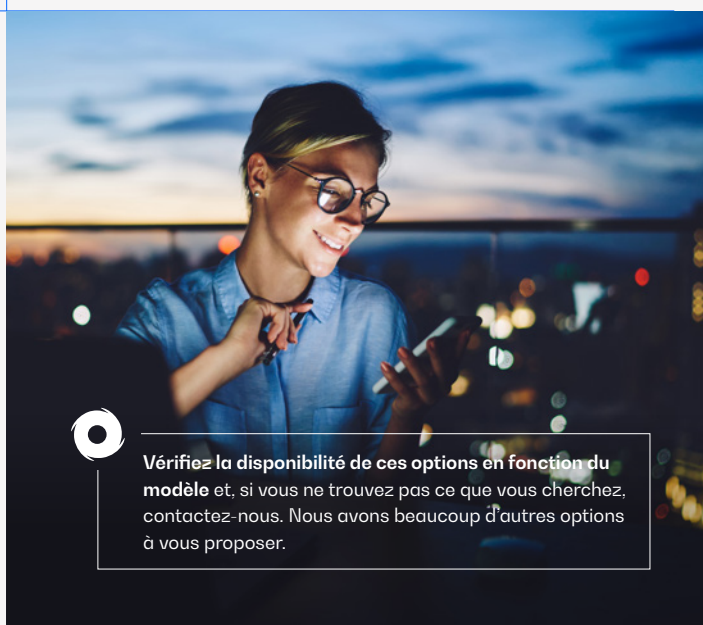 Vérifiez la disponibilité de ces options en fonction du
modèle et, si vous ne trouvez pas ce que vous cherchez,
contactez-nous. Nous avons beaucoup d'autres options
à vous proposer.